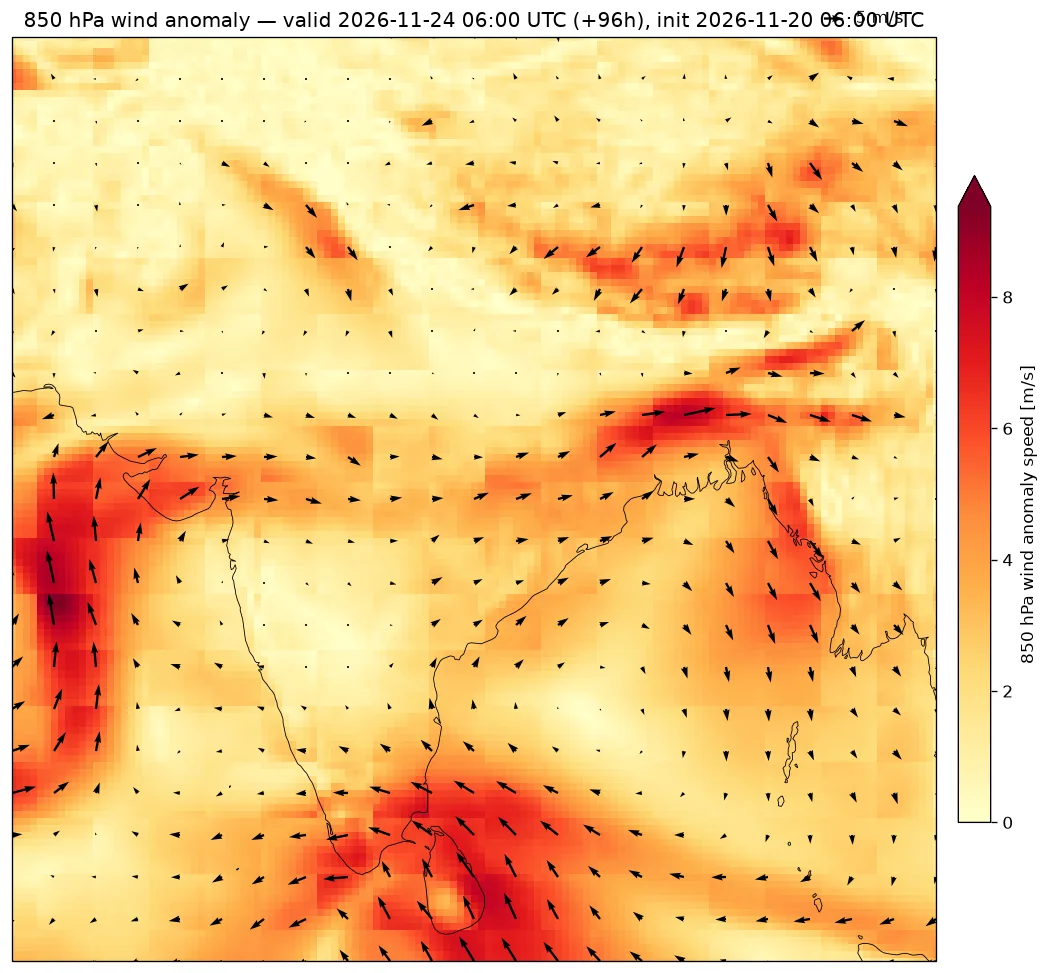 850 hPa wind anomaly — valid 2026-11-24 06:00 UTC (+96h), init 2026-11-20 06:00 UTC
5 m/s
8
6
4
2
0
850 hPa wind anomaly speed [m/s]